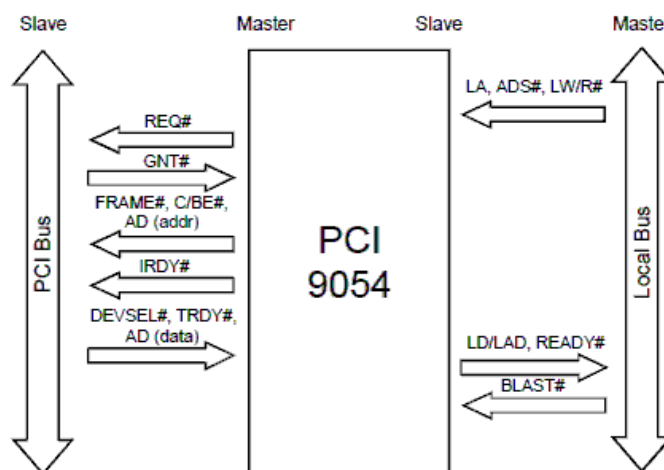 Slave
Master
Slave
Maste
LA, ADS#, LW/R#
REQ#
GNT#
FRAME#, C/BE#,
AD (addr)
IRDY#
DEVSEL#, TRDY#,
AD (data)
PCI Bus
PCI
9054
LD/LAD, READY#
BLAST#
Local Bus